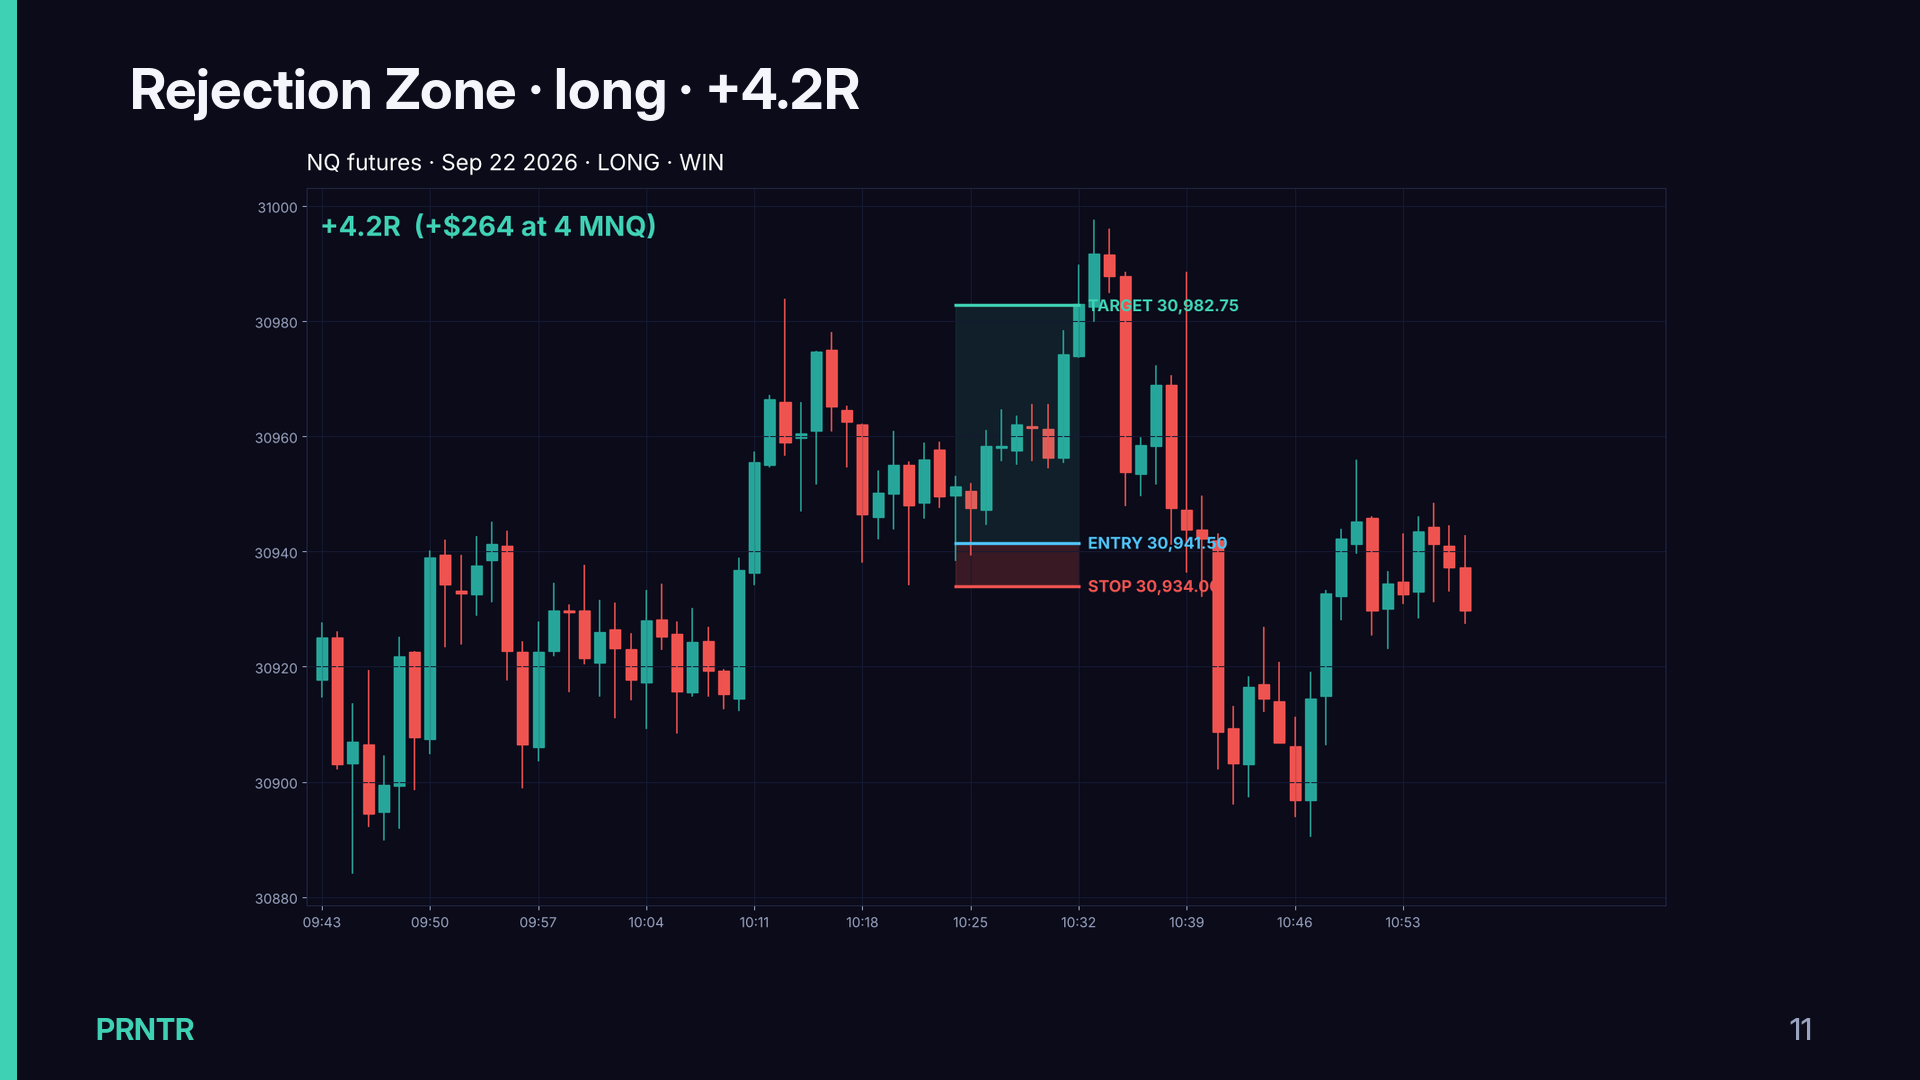 Rejection Zone · long · +4.2R
NQ futures · Sep 22 2026 · LONG · WIN
+4.2R (+$264 at 4 MNQ)
31000
30980
30960
30940
30920
30900
30880
TARGET 30,982.75
ENTRY 30,941.50
STOP 30,934.00
09:43 09:50 09:57 10:04 10:11 10:18 10:25 10:32 10:39 10:46 10:53
PRNTR
11